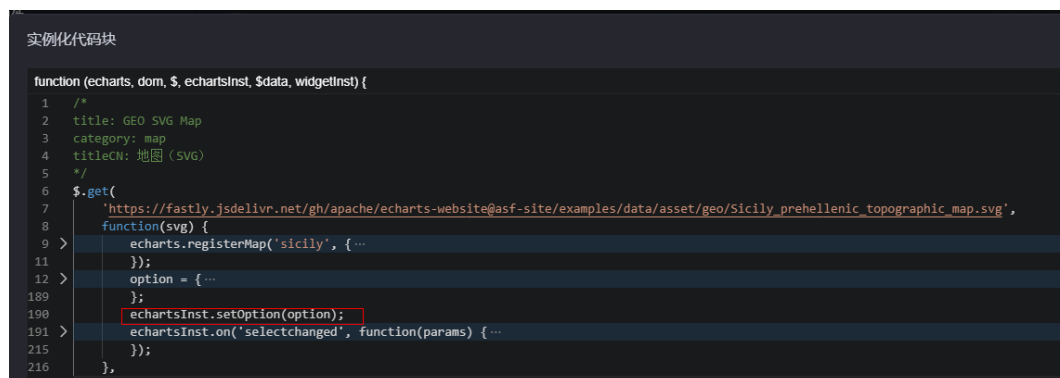 实例化代码块
function (echarts, dom, $, echartsInst, $data, widgetInst) {
1 /*
2 title: GEO SVG Map
3 category: map
4 titleCN: 地图（SVG）
5 */
6 $.get(
7 'https://fastly.jsdelivr.net/gh/apache/echarts-website@asf-site/examples/data/asset/geo/Sicily_prehellenic_topographic_map.svg',
8 function(svg) {
9 echarts.registerMap('sicily', {…
11 });
12 option = {…
189 };
190 echartsInst.setOption(option);
191 echartsInst.on('selectchanged', function(params) {…
215 });
216 },